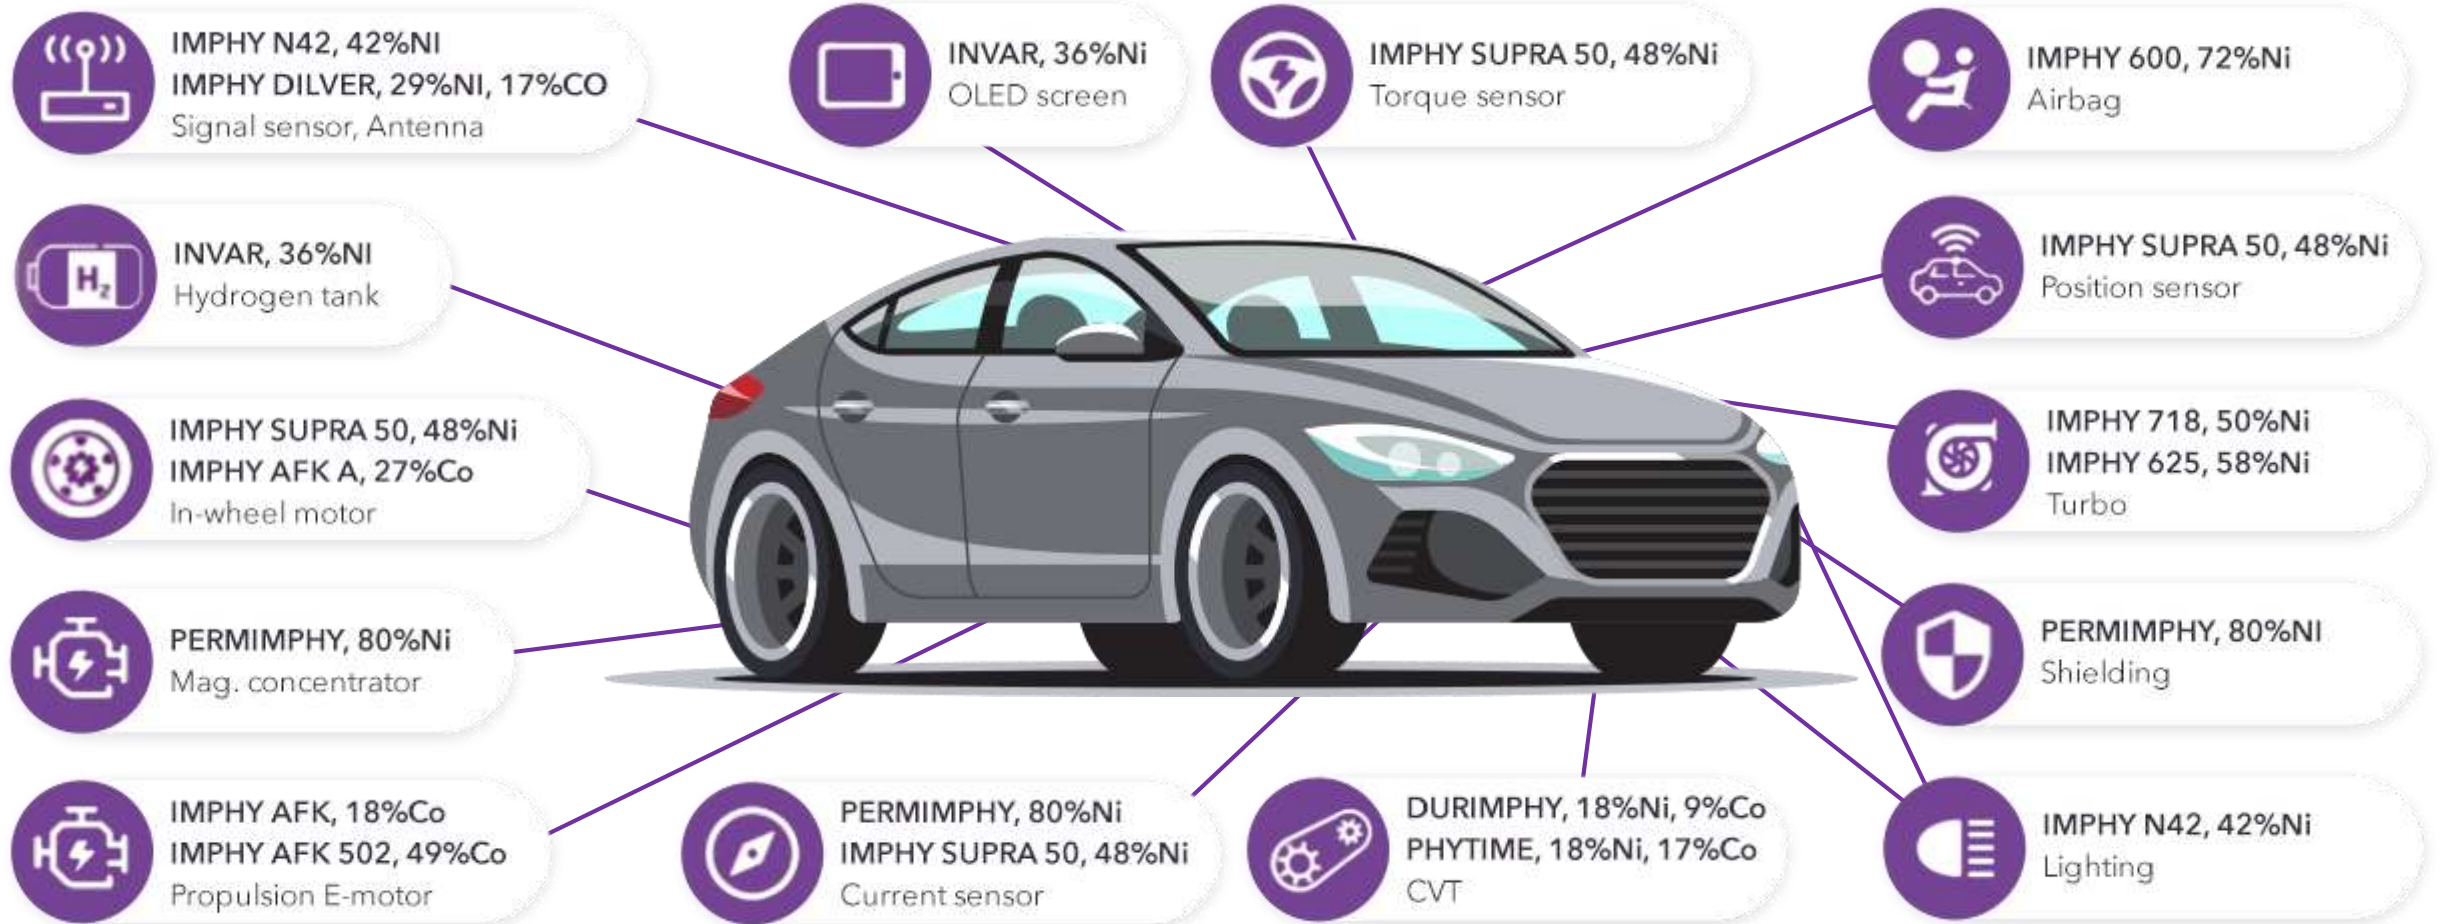 IMPHY N42, 42%NI
IMPHY DILVER, 29%NI, 17%CO
Signal sensor, Antenna
INVAR, 36%Ni
OLED screen
IMPHY SUPRA 50, 48%Ni
Torque sensor
IMPHY 600, 72%Ni
Airbag
H2
INVAR, 36%NI
Hydrogen tank
IMPHY SUPRA 50, 48%Ni
Position sensor
IMPHY SUPRA 50, 48%Ni
IMPHY AFK A, 27%Co
In-wheel motor
IMPHY 718, 50%Ni
IMPHY 625, 58%Ni
Turbo
PERMIMPHY, 80%Ni
Mag. concentrator
PERMIMPHY, 80%NI
Shielding
IMPHY AFK, 18%Co
IMPHY AFK 502, 49%Co
Propulsion E-motor
PERMIMPHY, 80%Ni
IMPHY SUPRA 50, 48%Ni
Current sensor
DURIMPHY, 18%Ni, 9%Co
PHYTIME, 18%Ni, 17%Co
CVT
IMPHY N42, 42%Ni
Lighting